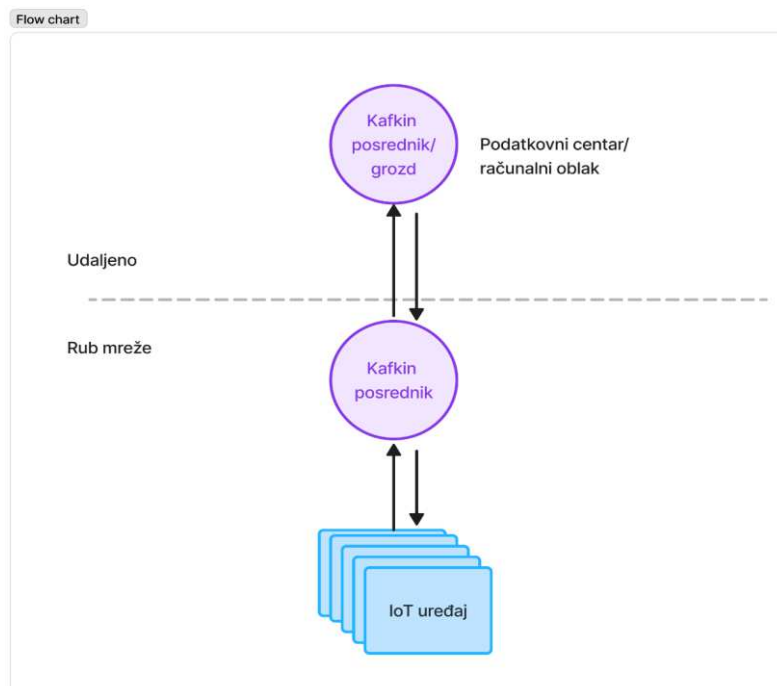 Flow chart
Kafkin
posrednik/
grozd
Podatkovni centar/
računalni oblak
Udaljeno
Rub mreže
Kafkin
posrednik
IoT uređaj